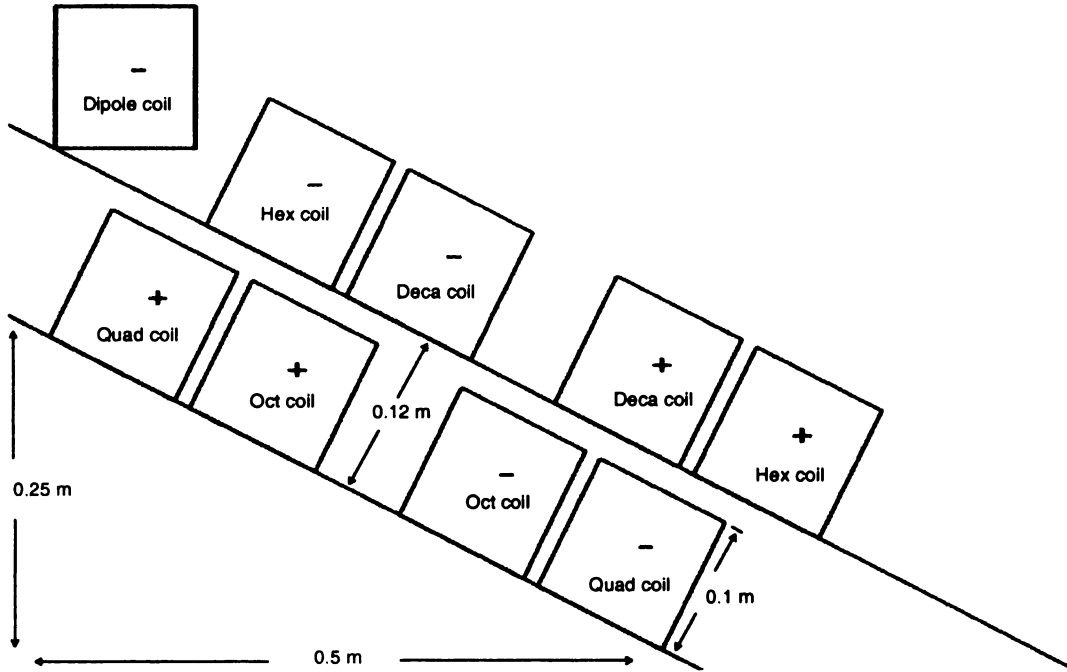 −
Dipole coil
−
Hex coil
−
Deca coil
+
Quad coil
+
Oct coil
+
Deca coil
+
Hex coil
0.12 m
−
Oct coil
−
Quad coil
0.25 m
0.1 m
0.5 m